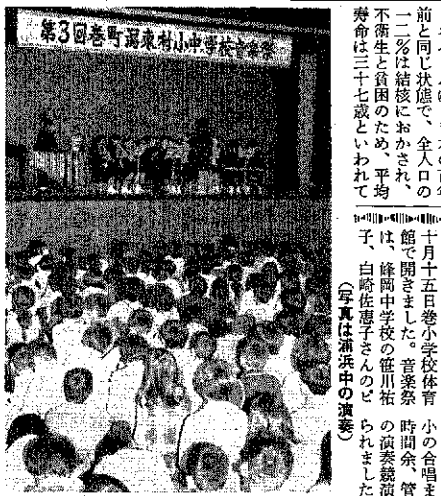 第3回巻町潟東村小中学校音楽祭
前と同じ状態で、全人口の
一二%は結核におかされ、
不衛生と貧困のため、平均
寿命は三十七歳といわれて
十月十五日巻小学校体育
館で開きました。音楽祭
は、峰岡中学校の笹川祐
子、白崎佐恵子さんのピ
小の合唱ま
時間余、管
の演奏競演
られました
（写真は浦浜中の演奏）